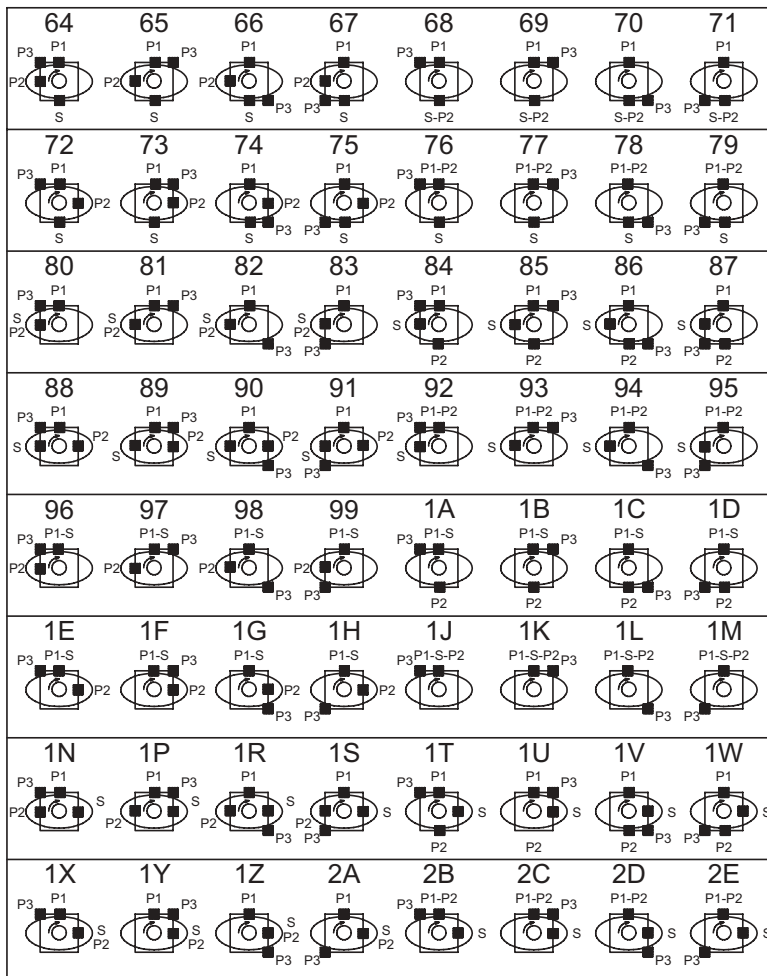 64 65 66 67 68 69 70 71
P1 P1 P1 P1 P1 P1 P1 P1
P3 P3 P3 P3
P2 P2 P2 P2
P3 P3 P3 P3
S S S S S-P2 S-P2 S-P2 S-P2
72 73 74 75 76 77 78 79
P1 P1 P1 P1 P1-P2 P1-P2 P1-P2 P1-P2
P3 P3 P3 P3
P2 P2 P2 P2
P3 P3 P3 P3
S S S S S S S S
80 81 82 83 84 85 86 87
P1 P1 P1 P1 P1 P1 P1 P1
P3 P3 P3 P3
S S S S S S S S
P2 P2 P2 P2
P3 P3 P3 P3
P2 P2 P2 P2
88 89 90 91 92 93 94 95
P1 P1 P1 P1 P1-P2 P1-P2 P1-P2 P1-P2
P3 P3 P3 P3
P2 P2 P2 P2
S S S S S S S S
P3 P3 P3 P3
96 97 98 99 1A 1B 1C 1D
P1-S P1-S P1-S P1-S P1-S P1-S P1-S P1-S
P3 P3 P3 P3
P2 P2 P2 P2
P3 P3 P3 P3
P2 P2 P2 P2
1E 1F 1G 1H 1J 1K 1L 1M
P1-S P1-S P1-S P1-S P1-S-P2 P1-S-P2 P1-S-P2 P1-S-P2
P3 P3 P3 P3
P2 P2 P2 P2
P3 P3 P3 P3
1N 1P 1R 1S 1T 1U 1V 1W
P1 P1 P1 P1 P1 P1 P1 P1
P3 P3 P3 P3
S S S S S S S S
P2 P2 P2 P2
P3 P3 P3 P3
P2 P2 P2 P2
1X 1Y 1Z 2A 2B 2C 2D 2E
P1 P1 P1 P1 P1-P2 P1-P2 P1-P2 P1-P2
P3 P3 P3 P3
S S S S S S S S
P2 P2 P2 P2
P3 P3 P3 P3